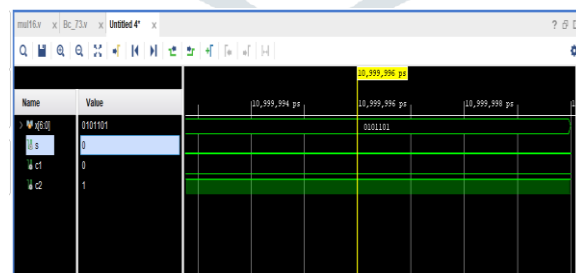 mul16.v x Bc_73.v x Untitled 4* x
10,999,996 ps
Name Value
10,999,994 ps 10,999,996 ps 10,999,998 ps
x[6:0] 0101101 0101101
s 0
c1 0
c2 1